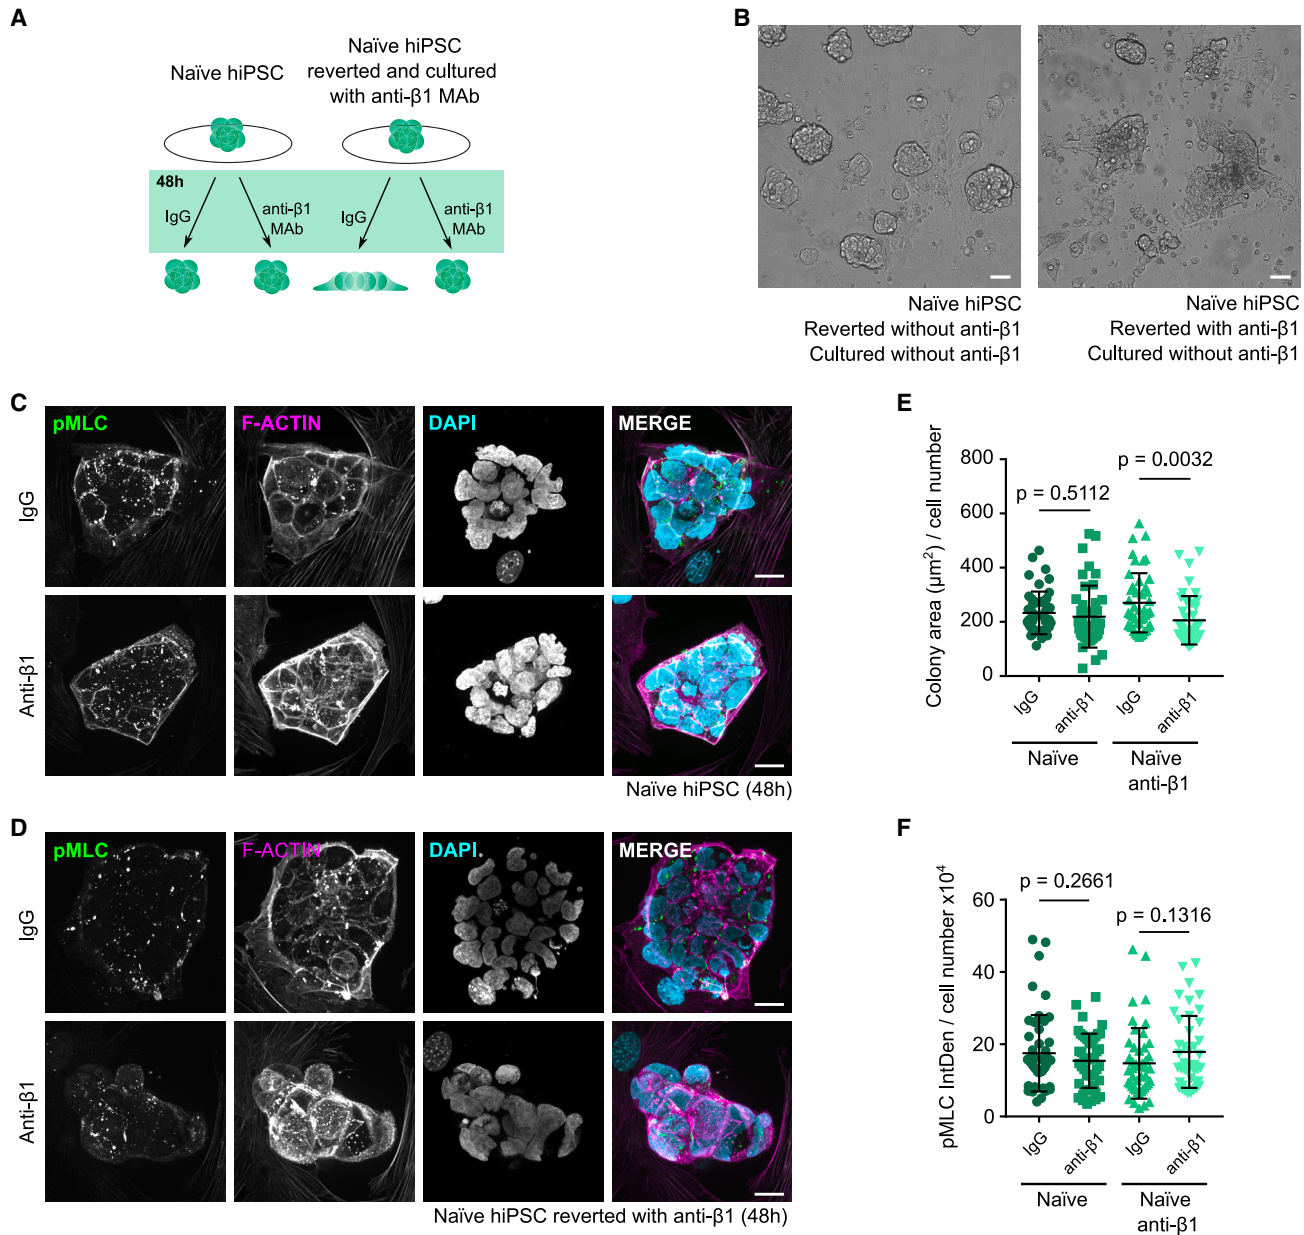 A
Naïve hiPSC
Naïve hiPSC
reverted and cultured
with anti-β1 MAb
48h
IgG
anti-β1
MAb
IgG
anti-β1
MAb
B
Naïve hiPSC
Reverted without anti-β1
Cultured without anti-β1
Naïve hiPSC
Reverted with anti-β1
Cultured without anti-β1
C
pMLC
F-ACTIN
DAPI
MERGE
IgG
Anti-β1
Naïve hiPSC (48h)
D
pMLC
F-ACTIN
DAPI
MERGE
IgG
Anti-β1
Naïve hiPSC reverted with anti-β1 (48h)
E
Colony area (µm²) / cell number
800
600
400
200
0
p = 0.5112
p = 0.0032
IgG
anti-β1
IgG
anti-β1
Naïve
Naïve
anti-β1
F
pMLC IntDen / cell number x10⁴
60
40
20
0
p = 0.2661
p = 0.1316
IgG
anti-β1
IgG
anti-β1
Naïve
Naïve
anti-β1